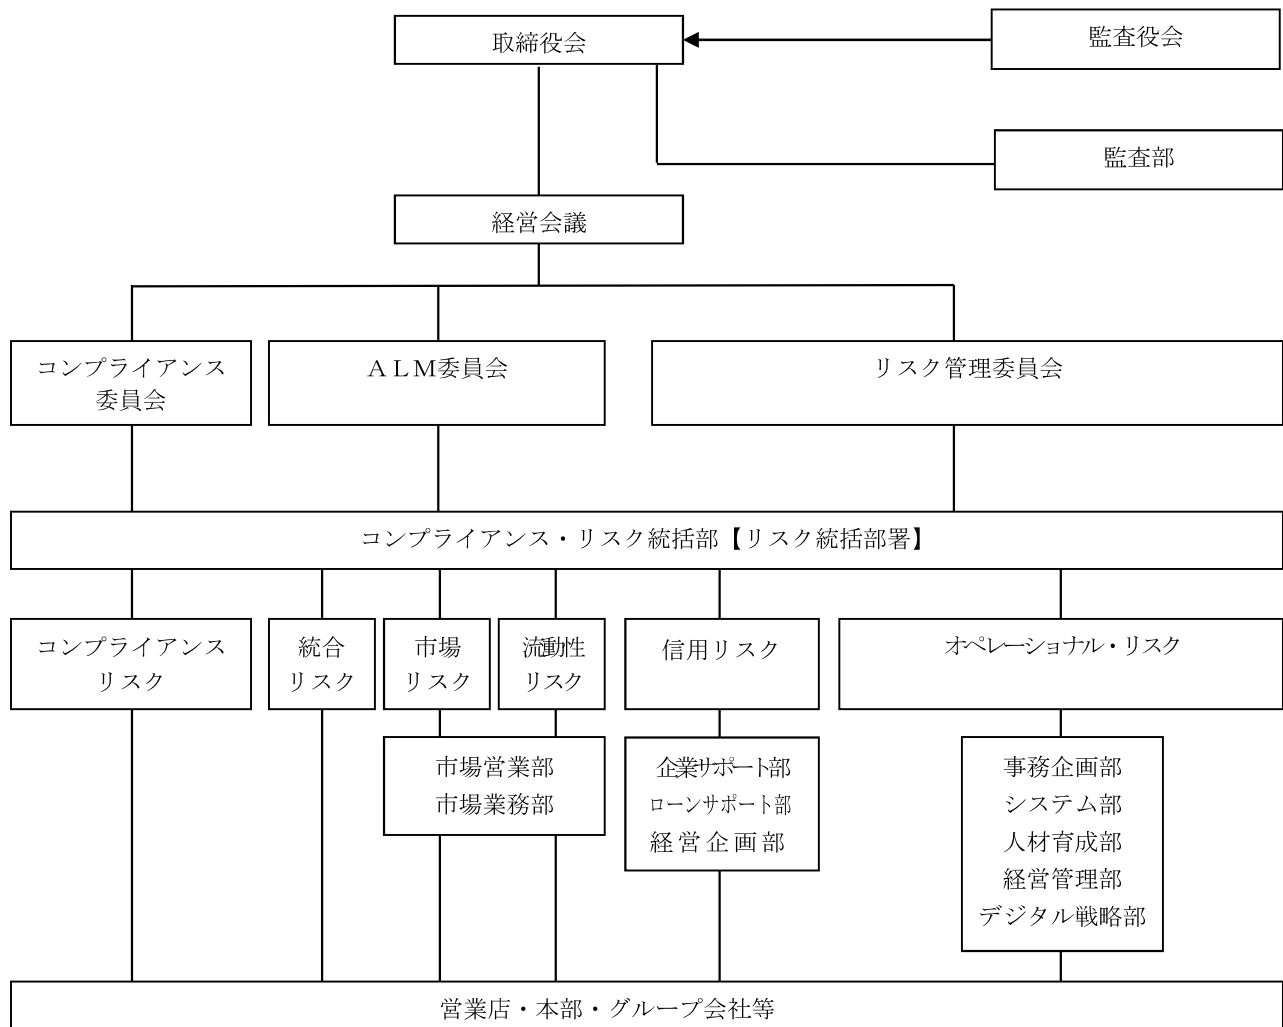 取締役会
監査役会
監査部
経営会議
コンプライアンス
委員会
ＡＬＭ委員会
リスク管理委員会
コンプライアンス・リスク統括部【リスク統括部署】
コンプライアンス
リスク
統合
リスク
市場
リスク
流動性
リスク
信用リスク
オペレーショナル・リスク
市場営業部
市場業務部
企業サポート部
ローンサポート部
経営企画部
事務企画部
システム部
人材育成部
経営管理部
デジタル戦略部
営業店・本部・グループ会社等